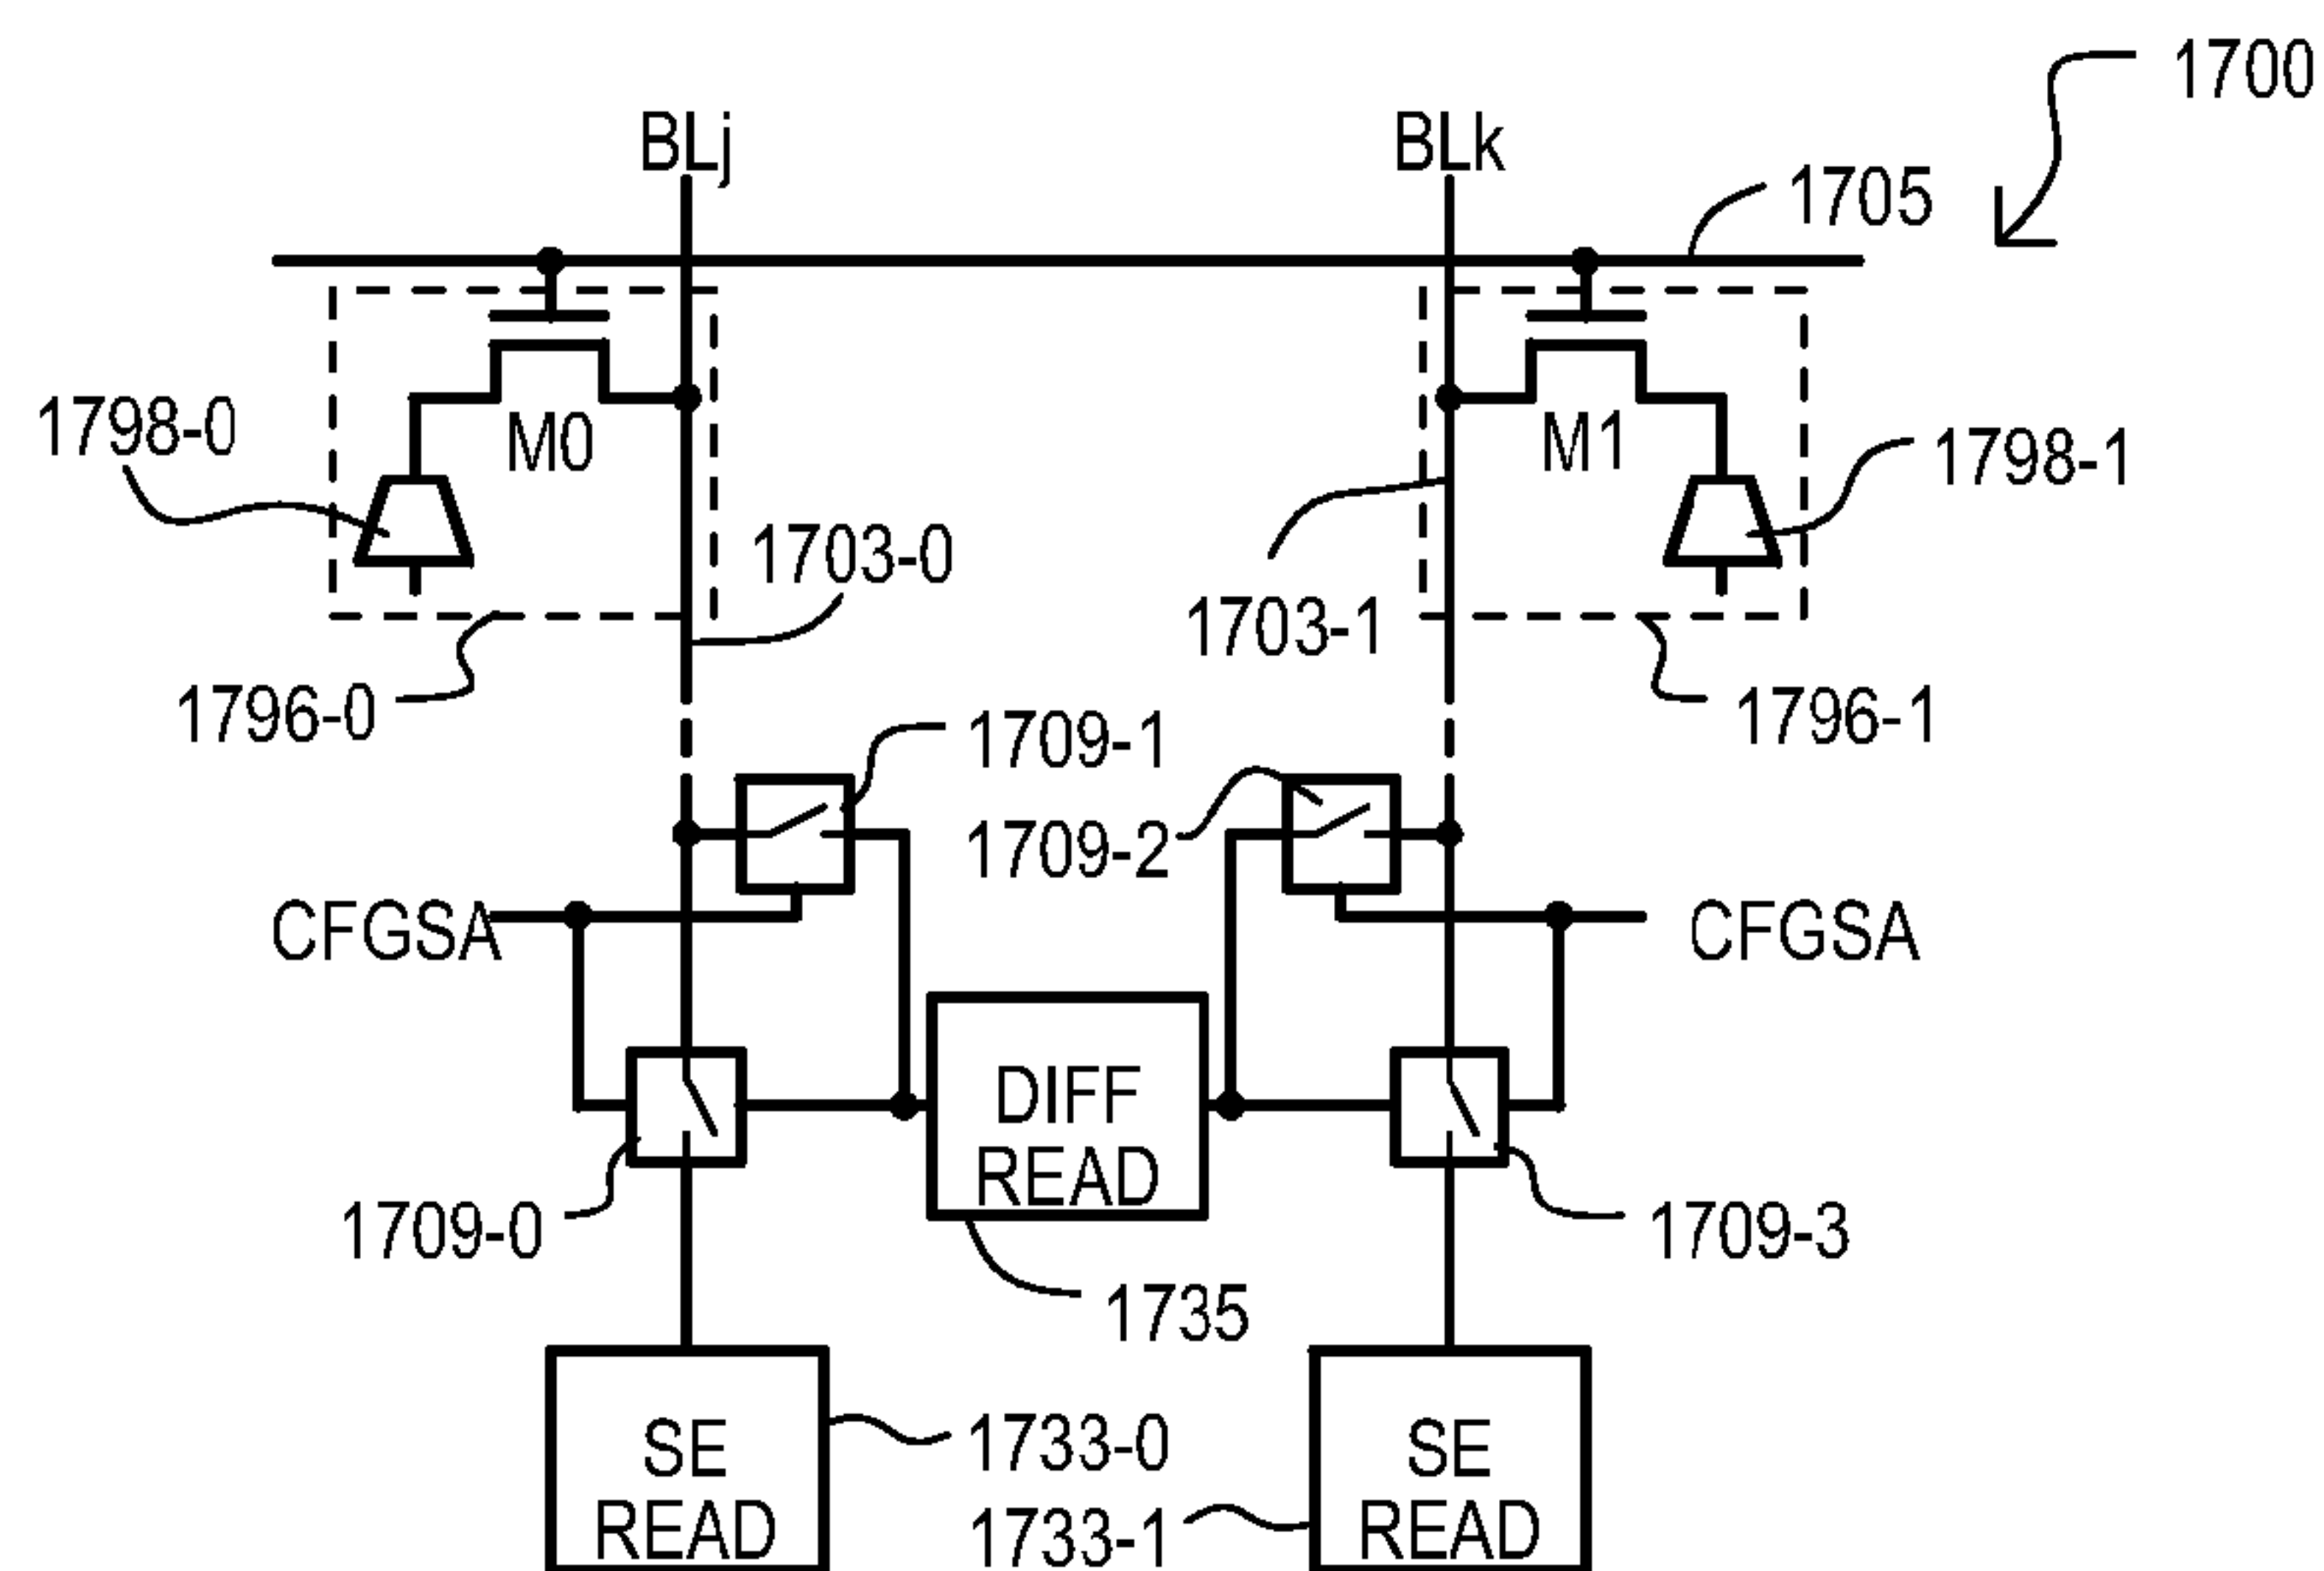 1700
BLj
BLk
1705
1798-0
M0
M1
1798-1
1703-0
1703-1
1796-0
1796-1
1709-1
1709-2
CFGSA
CFGSA
DIFF
READ
1709-0
1709-3
1735
SE
READ
1733-0
1733-1
SE
READ